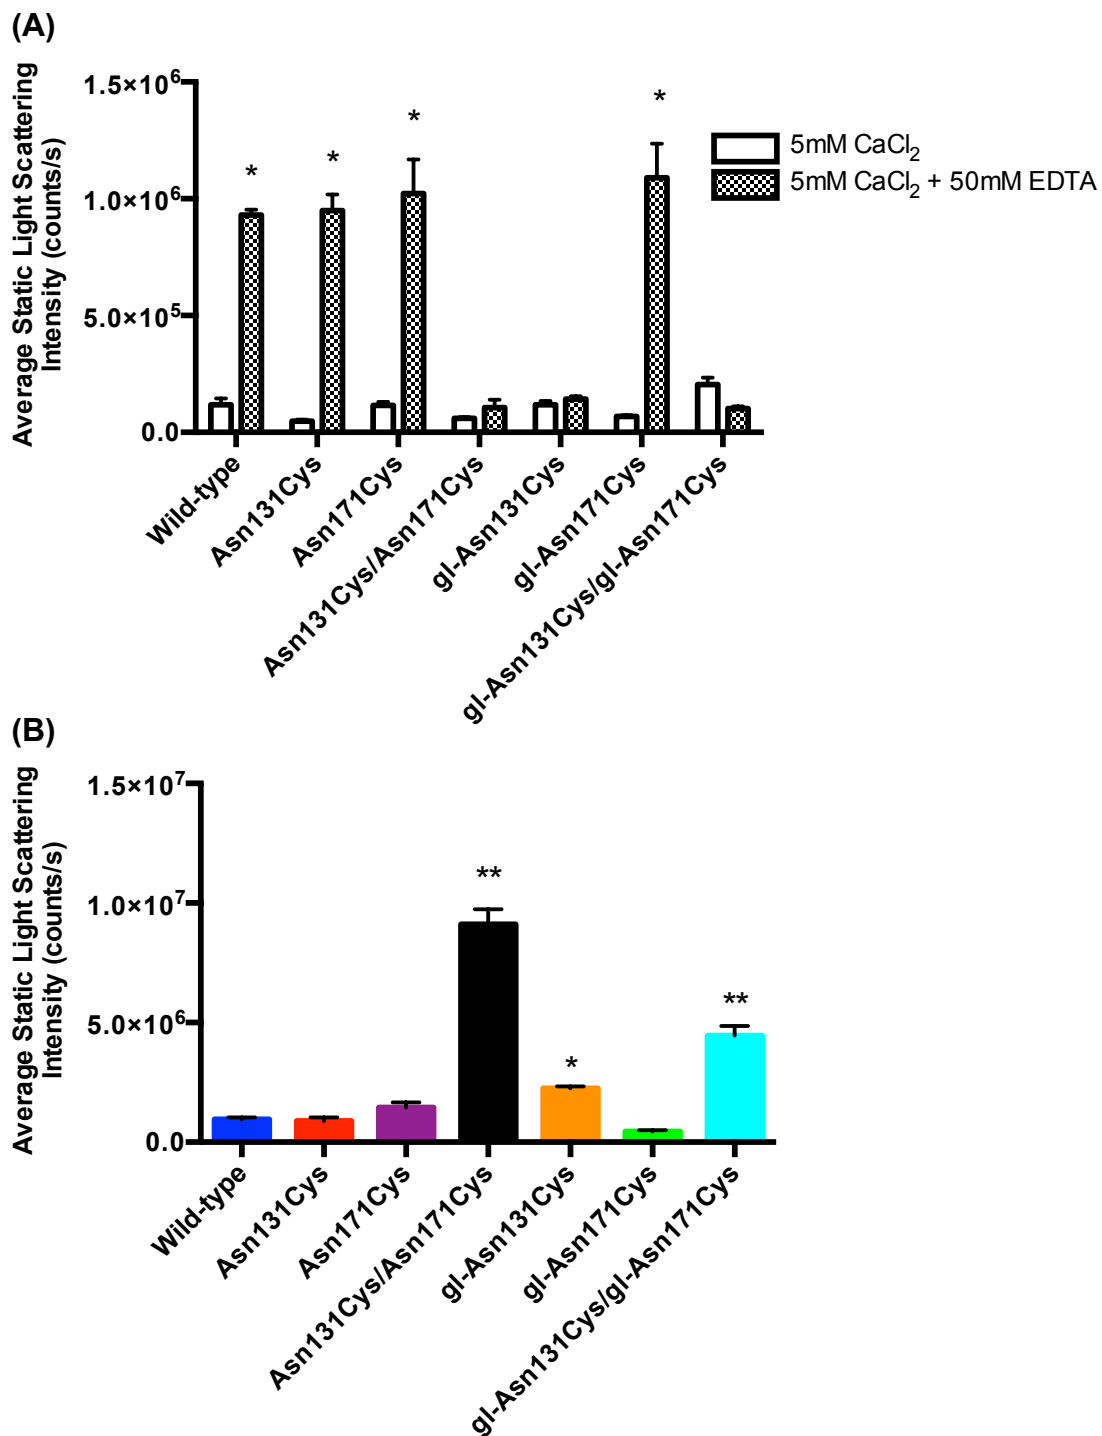 (A)
Average Static Light Scattering
Intensity (counts/s)
1.5×10⁶
1.0×10⁶
5.0×10⁵
0.0
* * * *
5mM CaCl₂
5mM CaCl₂ + 50mM EDTA
Wild-type
Asn131Cys
Asn171Cys
Asn131Cys/Asn171Cys
gl-Asn131Cys
gl-Asn171Cys
gl-Asn131Cys/gl-Asn171Cys
(B)
Average Static Light Scattering
Intensity (counts/s)
1.5×10⁷
1.0×10⁷
5.0×10⁶
0.0
** * **
Wild-type
Asn131Cys
Asn171Cys
Asn131Cys/Asn171Cys
gl-Asn131Cys
gl-Asn171Cys
gl-Asn131Cys/gl-Asn171Cys